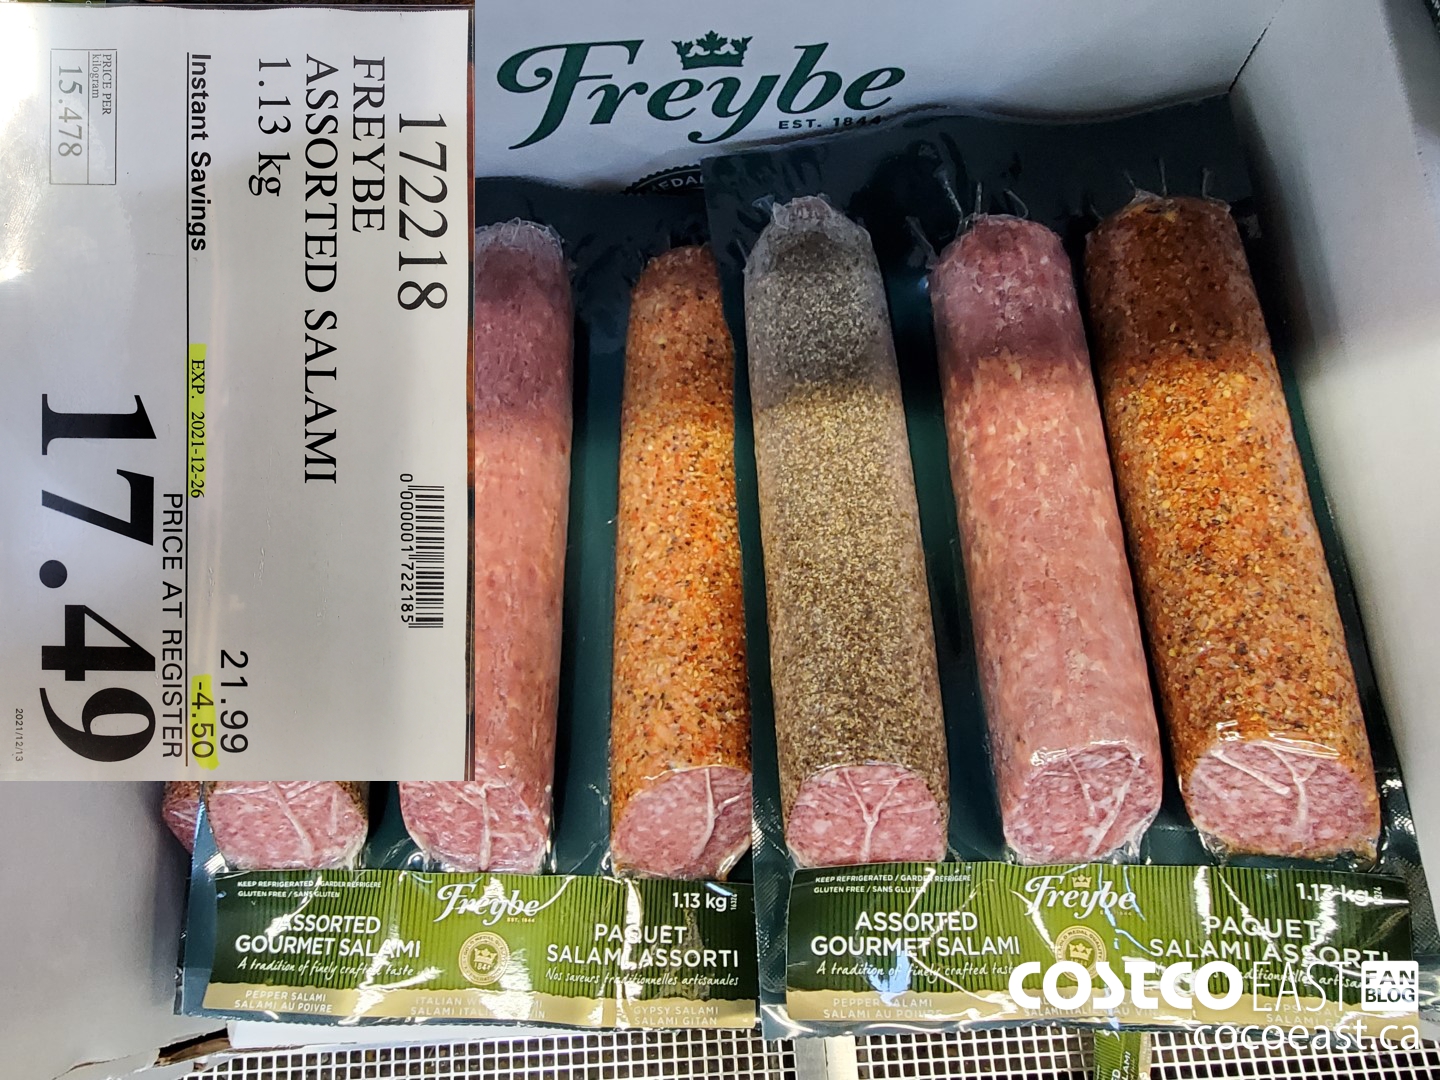 172218
FREYBE
ASSORTED SALAMI
1.13 kg
0 000001 722185
21.99
Instant Savings EXP. 2021-12-26 -4.50
PRICE AT REGISTER
PRICE PER
kilogram
15.478
17.49
2021/12/13
Freybe
EST. 1844
KEEP REFRIGERATED / GARDER RÉFRIGÉRÉ
GLUTEN FREE / SANS GLUTEN
Freybe
EST. 1844
1.13 kg
ASSORTED
GOURMET SALAMI
A tradition of finely crafted taste
PAQUET
SALAMI ASSORTI
Nos saveurs traditionnelles artisanales
PEPPER SALAMI
SALAMI AU POIVRE
GYPSY SALAMI
SALAMI GITAN
KEEP REFRIGERATED / GARDER RÉFRIGÉRÉ
GLUTEN FREE / SANS GLUTEN
Freybe
1.13 kg
ASSORTED
GOURMET SALAMI
A tradition of finely crafted taste
PAQUET
SALAMI ASSORTI
PEPPER SALAMI
SALAMI AU POIVRE
COSTCO EAST FAN BLOG
cocoeast.ca